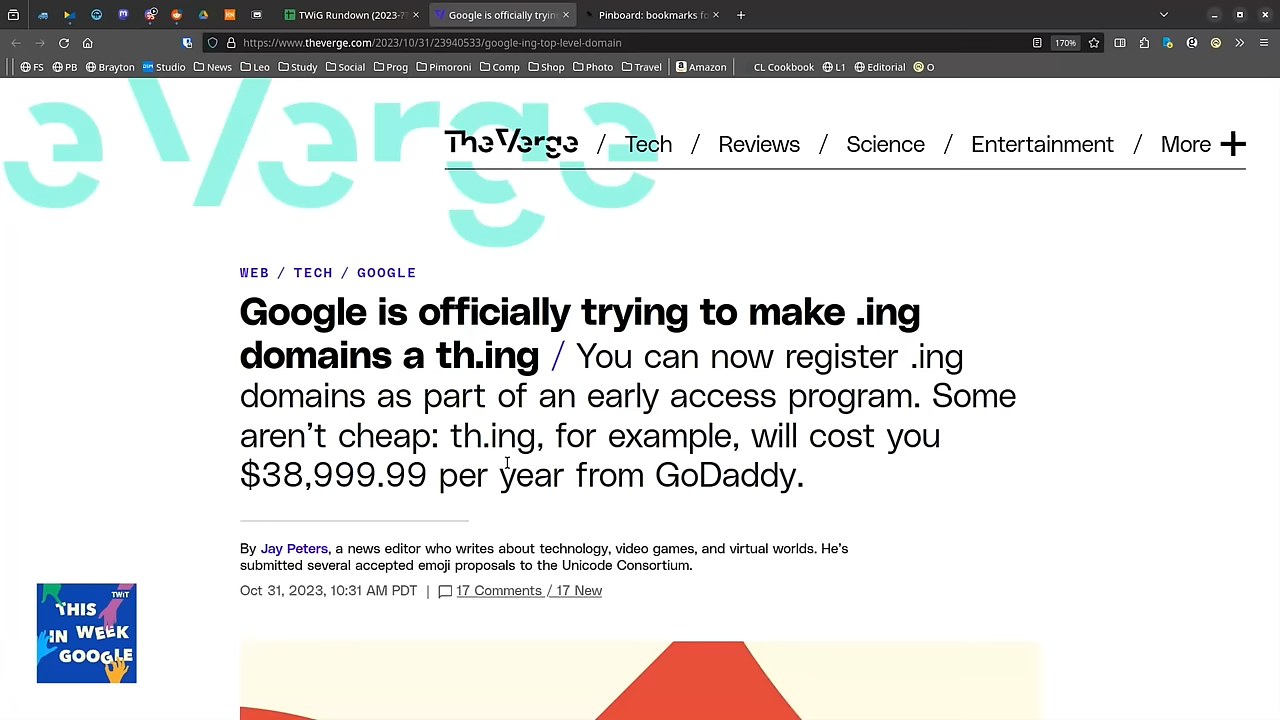 TWiG Rundown (2023-??
Google is officially tryin
Pinboard: bookmarks fo
https://www.theverge.com/2023/10/31/23940533/google-ing-top-level-domain
170%
FS PB Brayton Studio News Leo Study Social Prog Pimoroni Comp Shop Photo Travel Amazon CL Cookbook L1 Editorial O
eVerge
TheVerge / Tech / Reviews / Science / Entertainment / More
WEB / TECH / GOOGLE
Google is officially trying to make .ing
domains a th.ing / You can now register .ing
domains as part of an early access program. Some
aren’t cheap: th.ing, for example, will cost you
$38,999.99 per year from GoDaddy.
By Jay Peters, a news editor who writes about technology, video games, and virtual worlds. He’s
submitted several accepted emoji proposals to the Unicode Consortium.
Oct 31, 2023, 10:31 AM PDT | 17 Comments / 17 New
TWiT
THIS
IN WEEK
GOOGLE